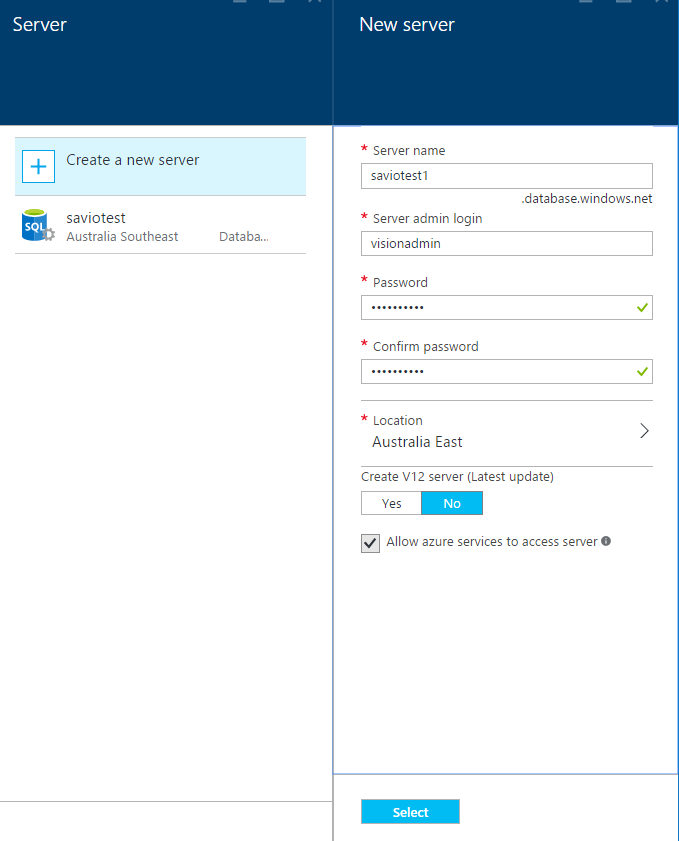 Server
Create a new server
SQL
saviotest
Australia Southeast Databa...
New server
* Server name
saviotest1
.database.windows.net
* Server admin login
visionadmin
* Password
••••••••••
* Confirm password
••••••••••
* Location
Australia East
Create V12 server (Latest update)
Yes No
Allow azure services to access server
Select